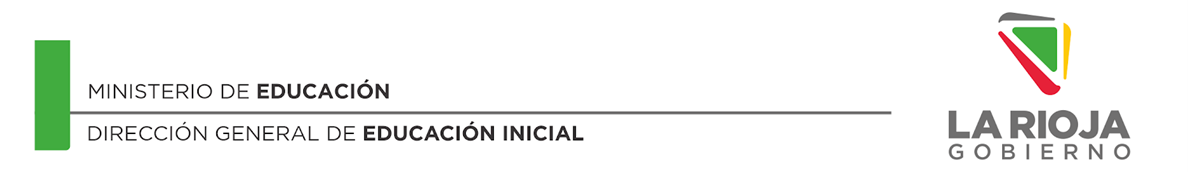 MINISTERIO DE EDUCACIÓN
DIRECCIÓN GENERAL DE EDUCACIÓN INICIAL
LA RIOJA
GOBIERNO